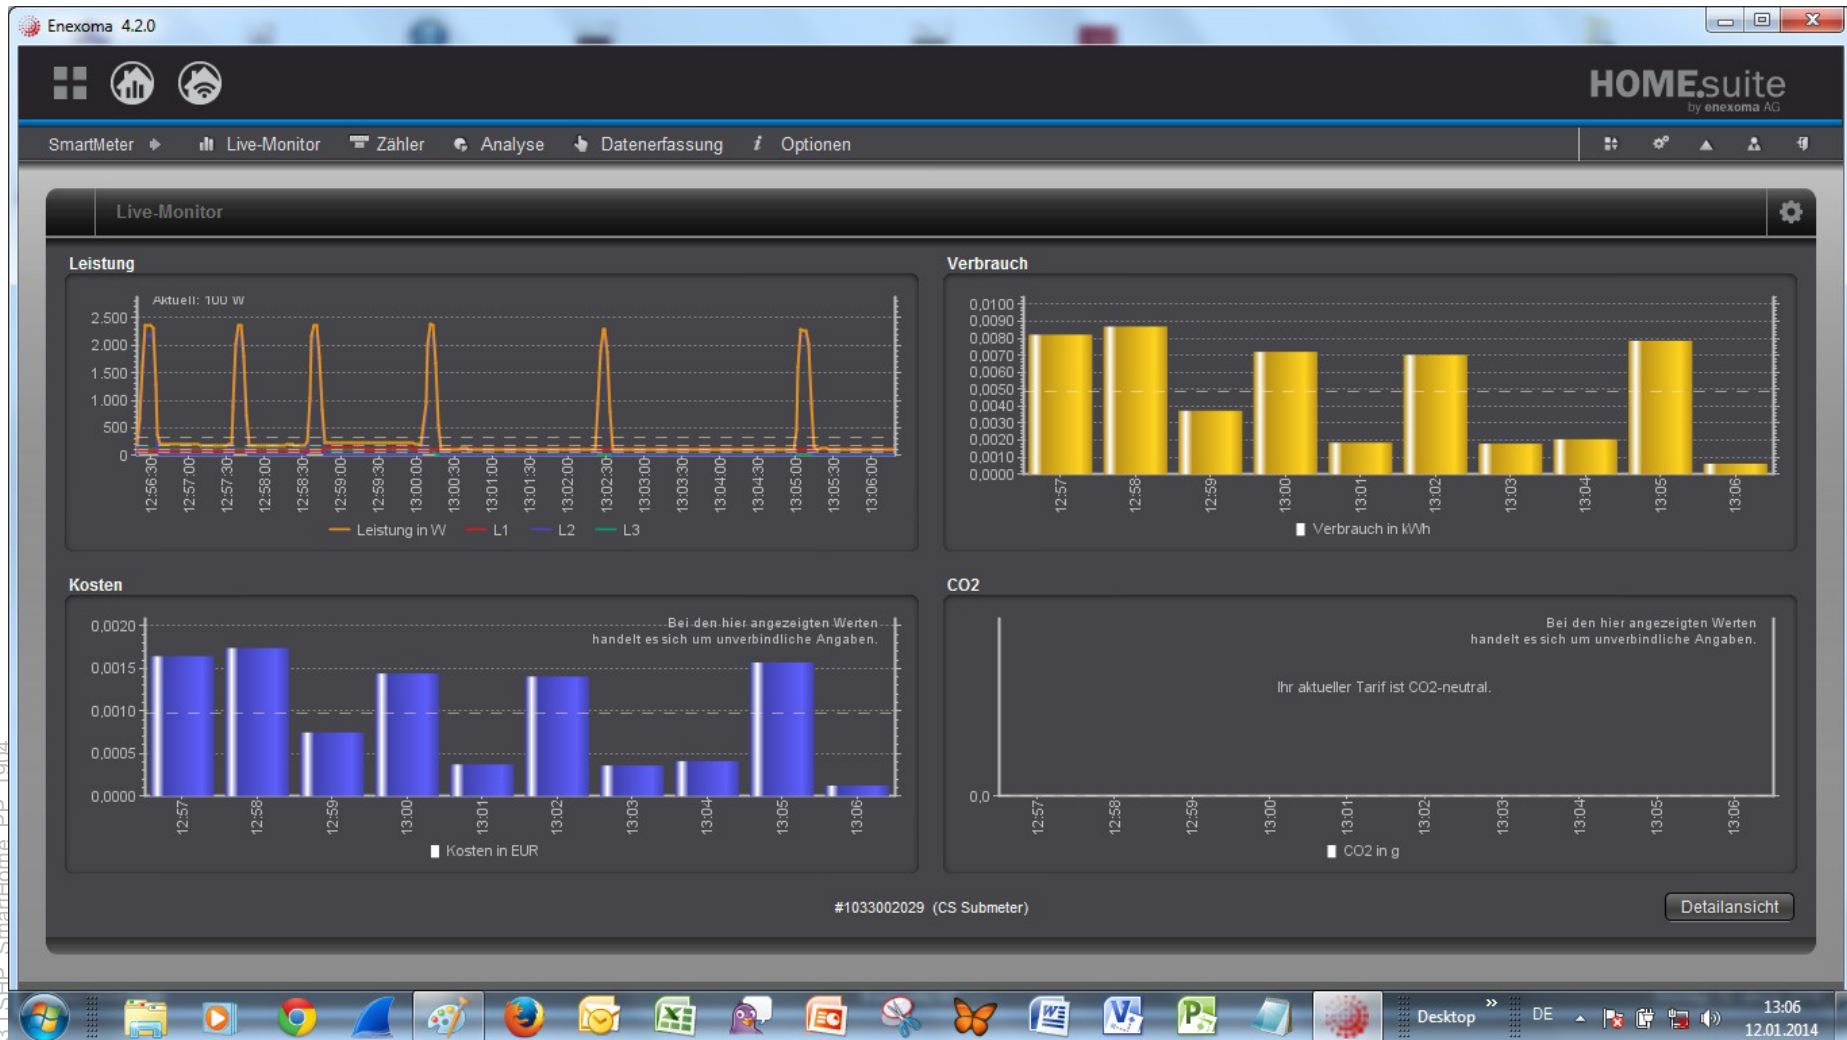 Enexoma 4.2.0
HOME.suite
by enexoma AG
SmartMeter Live-Monitor Zähler Analyse Datenerfassung i Optionen
Live-Monitor
Leistung
Aktuell: 100 W
2.500
2.000
1.500
1.000
500
0
12:56:30 12:57:00 12:57:30 12:58:00 12:58:30 12:59:00 12:59:30 13:00:00 13:00:30 13:01:00 13:01:30 13:02:00 13:02:30 13:03:00 13:03:30 13:04:00 13:04:30 13:05:00 13:05:30 13:06:00
Leistung in W L1 L2 L3
Verbrauch
0,0100
0,0090
0,0080
0,0070
0,0060
0,0050
0,0040
0,0030
0,0020
0,0010
0,0000
12:57 12:58 12:59 13:00 13:01 13:02 13:03 13:04 13:05 13:06
Verbrauch in kWh
Kosten
Bei den hier angezeigten Werten
handelt es sich um unverbindliche Angaben.
0,0020
0,0015
0,0010
0,0005
0,0000
12:57 12:58 12:59 13:00 13:01 13:02 13:03 13:04 13:05 13:06
Kosten in EUR
CO2
Bei den hier angezeigten Werten
handelt es sich um unverbindliche Angaben.
Ihr aktueller Tarif ist CO2-neutral.
0,0
12:57 12:58 12:59 13:00 13:01 13:02 13:03 13:04 13:05 13:06
CO2 in g
#1033002029 (CS Submeter)
Detailansicht
Desktop
DE
13:06
12.01.2014